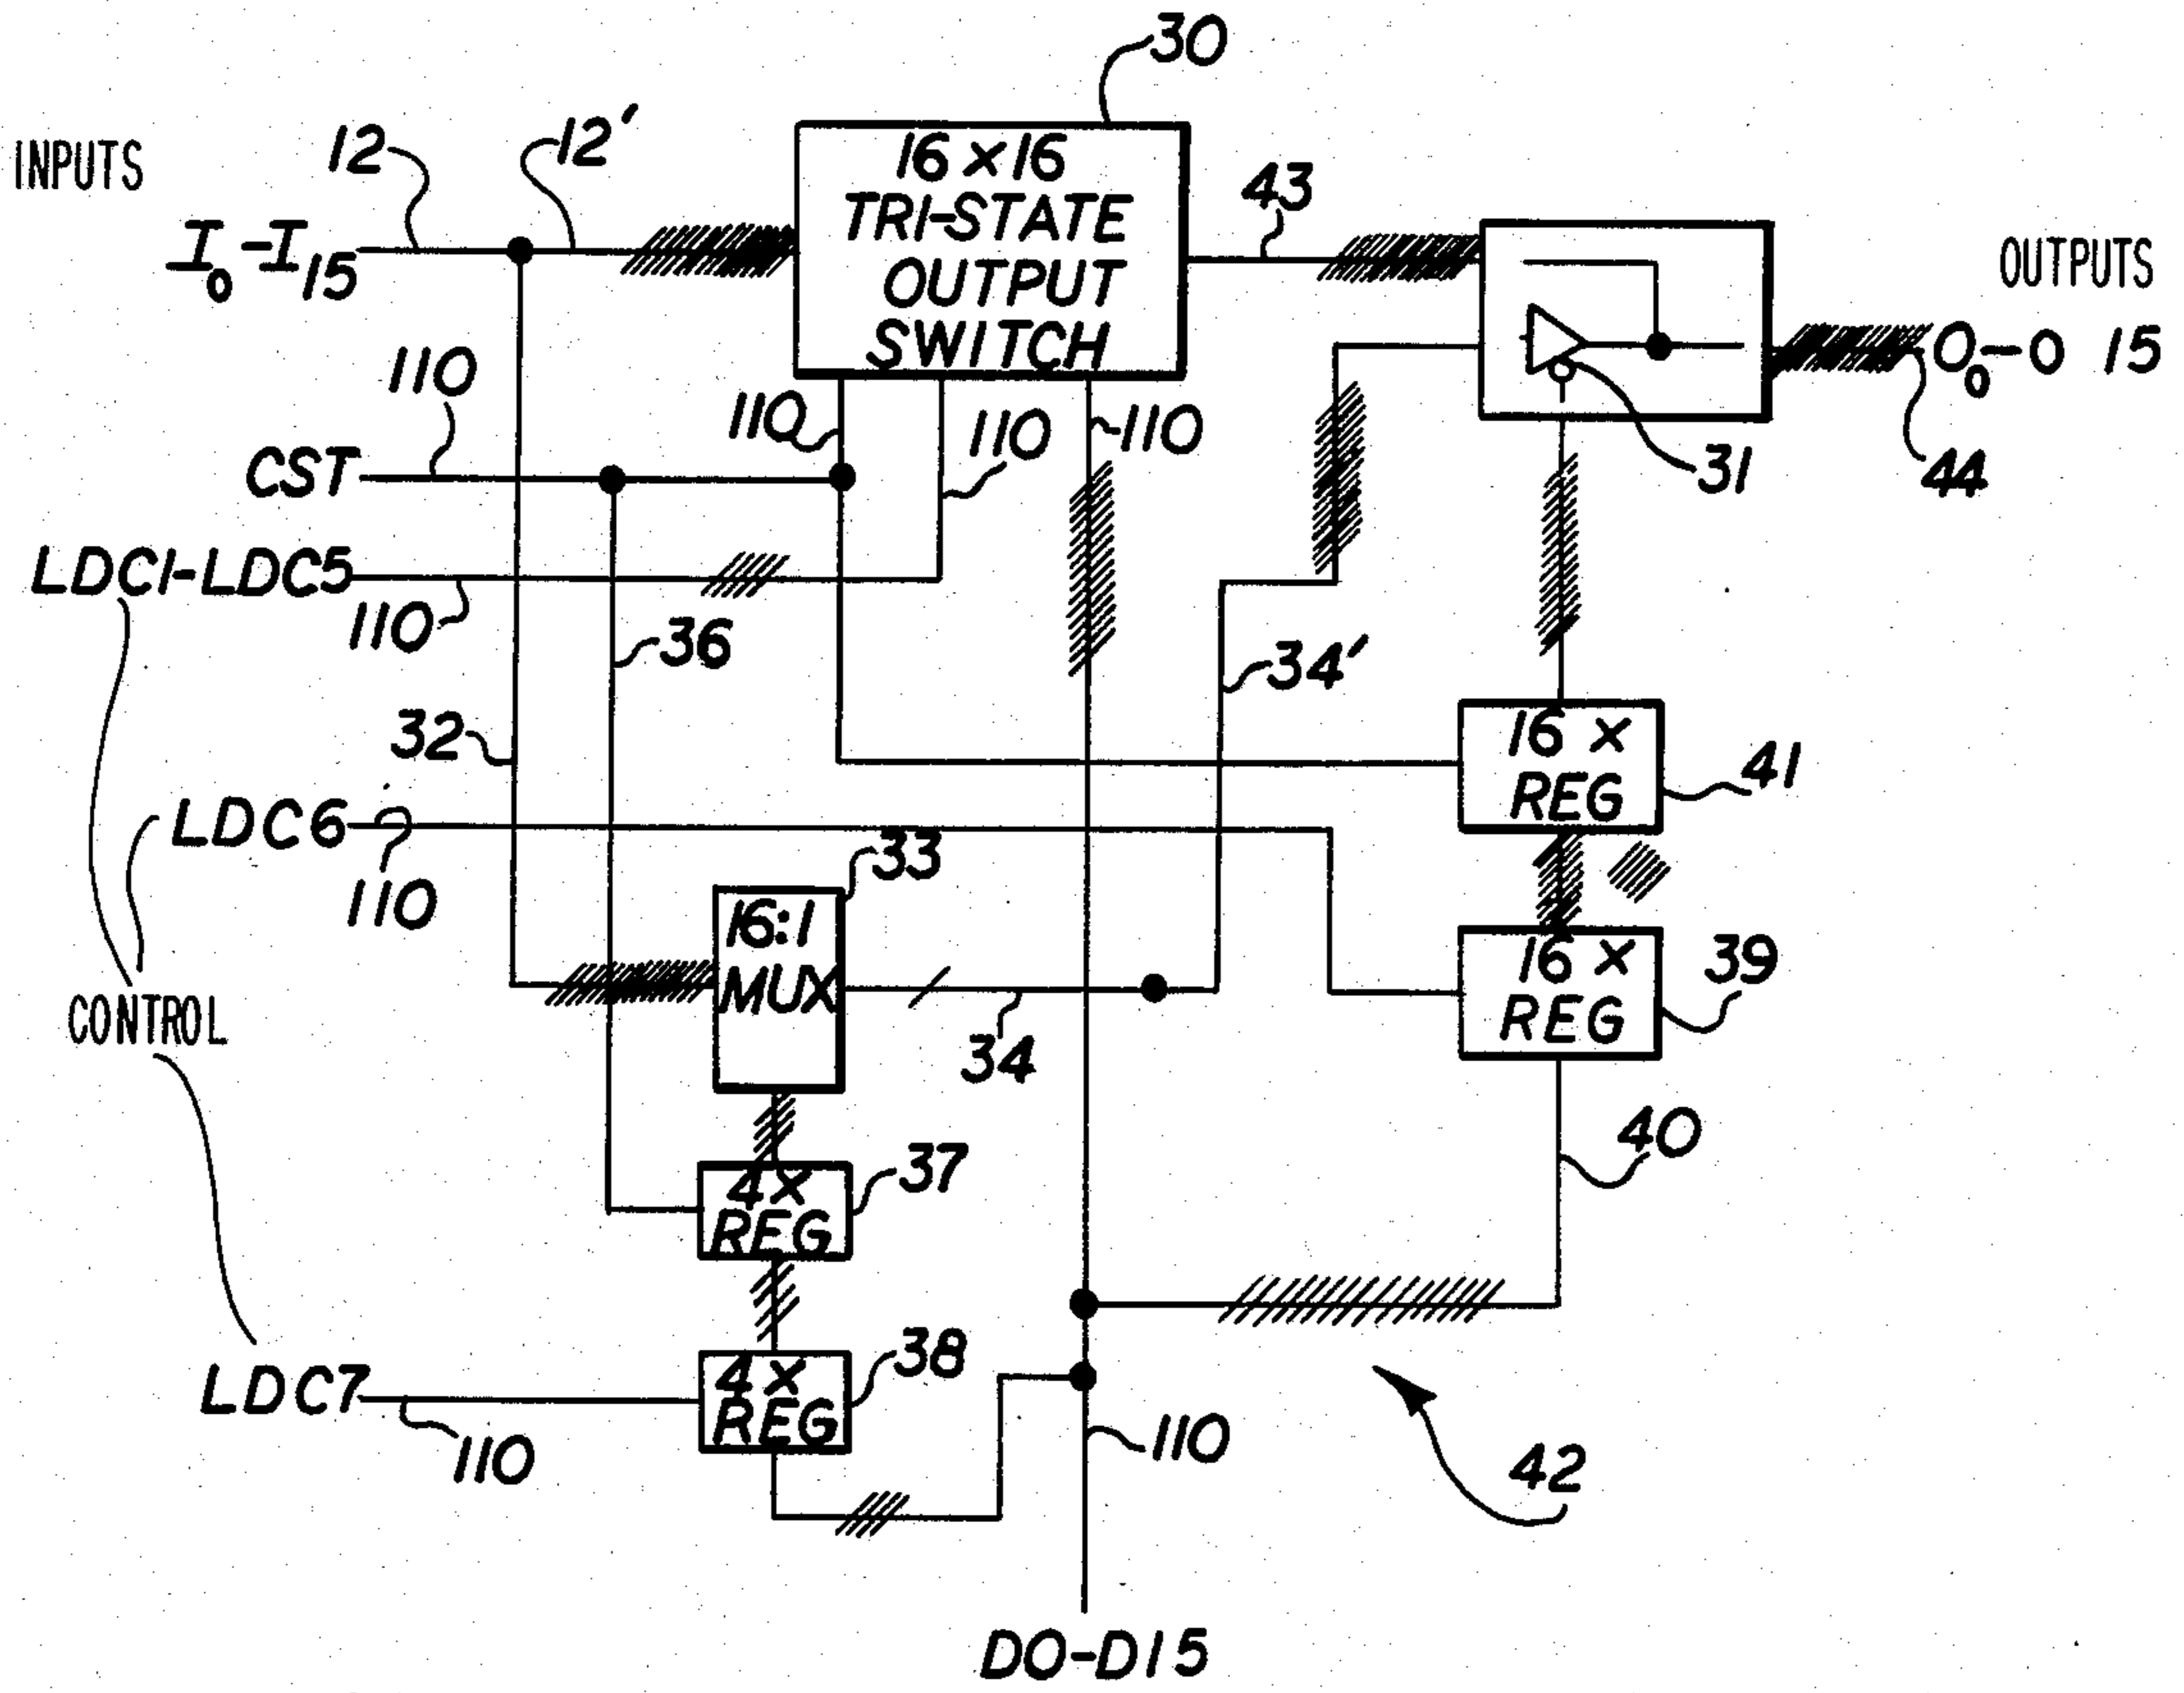 30
INPUTS
12
12'
16 x 16
TRI-STATE
OUTPUT
SWITCH
43
I0-I15
OUTPUTS
O0-O 15
110
110
110
110
31
44
CST
LDC1-LDC5
110
36
34'
32
16 x
REG
41
LDC6
110
33
16:1
MUX
16 x
REG
39
CONTROL
34
40
37
4 x
REG
38
4 x
REG
LDC7
110
110
42
DO-D15